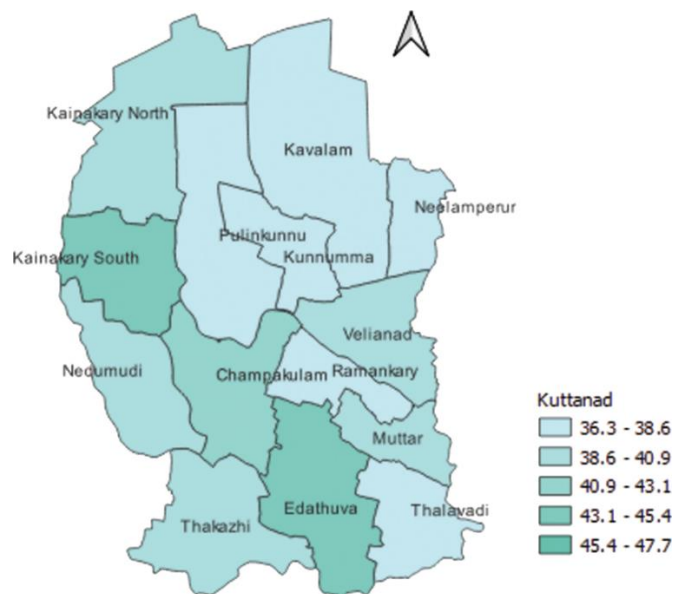 Kainakary North
Kavalam
Neelamperur
Pulinkunnu
Kunnumma
Kainakary South
Velianad
Nedumudi
Champakulam
Ramankary
Muttar
Edathuva
Thalavadi
Thakazhi
Kuttanad
36.3 - 38.6
38.6 - 40.9
40.9 - 43.1
43.1 - 45.4
45.4 - 47.7